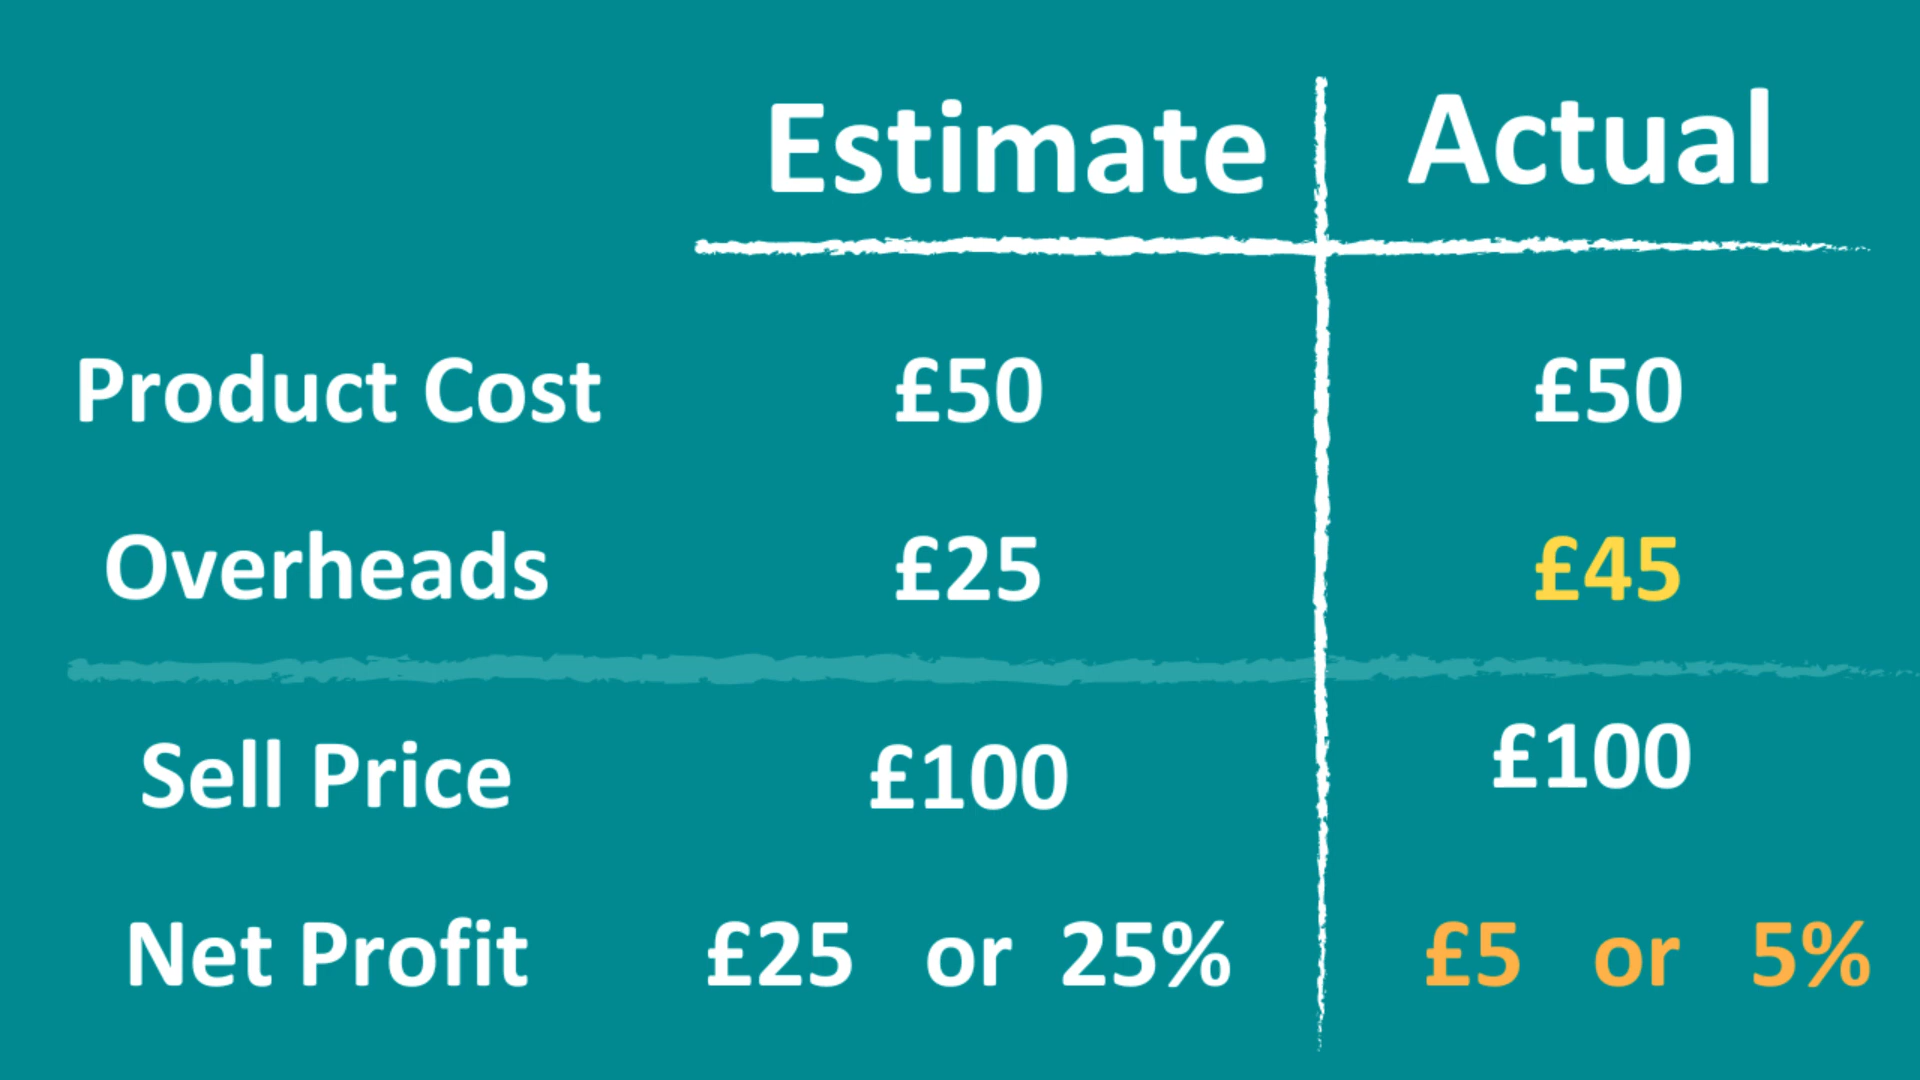 Estimate Actual
Product Cost £50 £50
Overheads £25 £45
Sell Price £100 £100
Net Profit £25 or 25% £5 or 5%